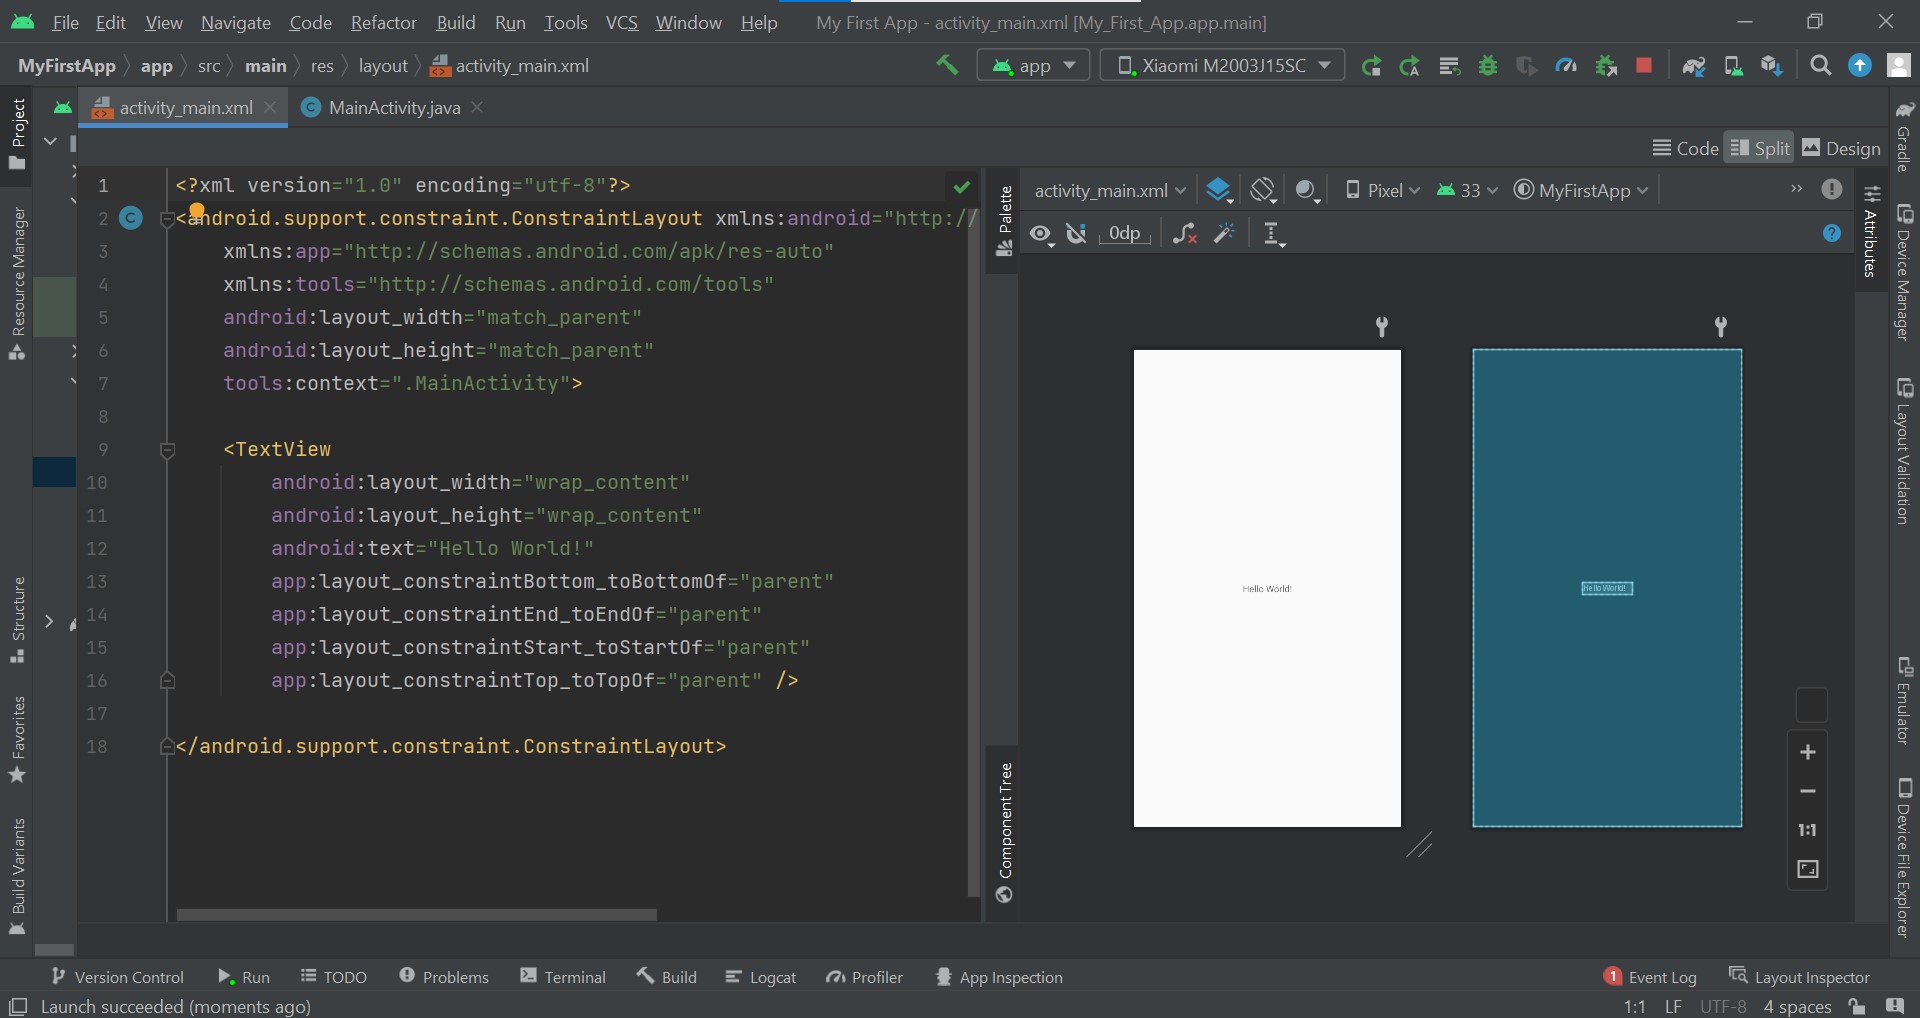 File Edit View Navigate Code Refactor Build Run Tools VCS Window Help My First App - activity_main.xml [My_First_App.app.main]
MyFirstApp app src main res layout activity_main.xml app Xiaomi M2003J15SC
activity_main.xml MainActivity.java
Code Split Design
activity_main.xml Pixel 33 MyFirstApp
0dp
1 <?xml version="1.0" encoding="utf-8"?>
2 <android.support.constraint.ConstraintLayout xmlns:android="http://
3 xmlns:app="http://schemas.android.com/apk/res-auto"
4 xmlns:tools="http://schemas.android.com/tools"
5 android:layout_width="match_parent"
6 android:layout_height="match_parent"
7 tools:context=".MainActivity">
8
9 <TextView
10 android:layout_width="wrap_content"
11 android:layout_height="wrap_content"
12 android:text="Hello World!"
13 app:layout_constraintBottom_toBottomOf="parent"
14 app:layout_constraintEnd_toEndOf="parent"
15 app:layout_constraintStart_toStartOf="parent"
16 app:layout_constraintTop_toTopOf="parent" />
17
18 </android.support.constraint.ConstraintLayout>
Hello World!
Hello World!
1:1
Project
Resource Manager
Structure
Favorites
Build Variants
Palette
Component Tree
Attributes
Gradle
Device Manager
Layout Validation
Emulator
Device File Explorer
Version Control Run TODO Problems Terminal Build Logcat Profiler App Inspection 1 Event Log Layout Inspector
Launch succeeded (moments ago) 1:1 LF UTF-8 4 spaces